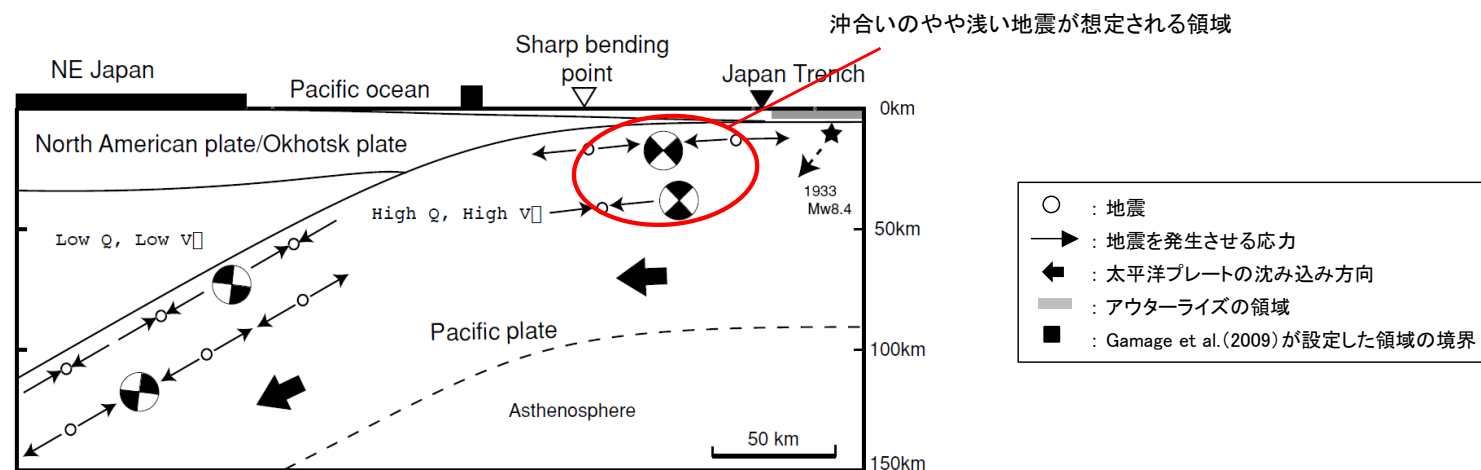 沖合いのやや浅い地震が想定される領域
NE Japan
Pacific ocean
Sharp bending
point
Japan Trench
0km
North American plate/Okhotsk plate
1933
Mw8.4
High Q, High V
Low Q, Low V
50km
Pacific plate
100km
Asthenosphere
50 km
150km
: 地震
: 地震を発生させる応力
: 太平洋プレートの沈み込み方向
: アウターライズの領域
: Gamage et al.(2009)が設定した領域の境界